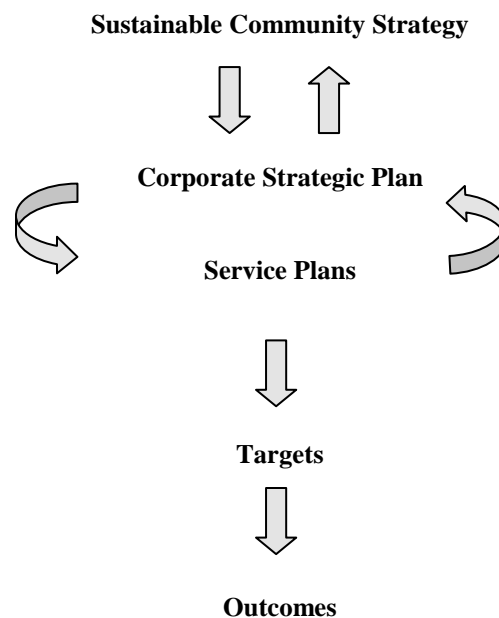 Sustainable Community Strategy
Corporate Strategic Plan
Service Plans
Targets
Outcomes